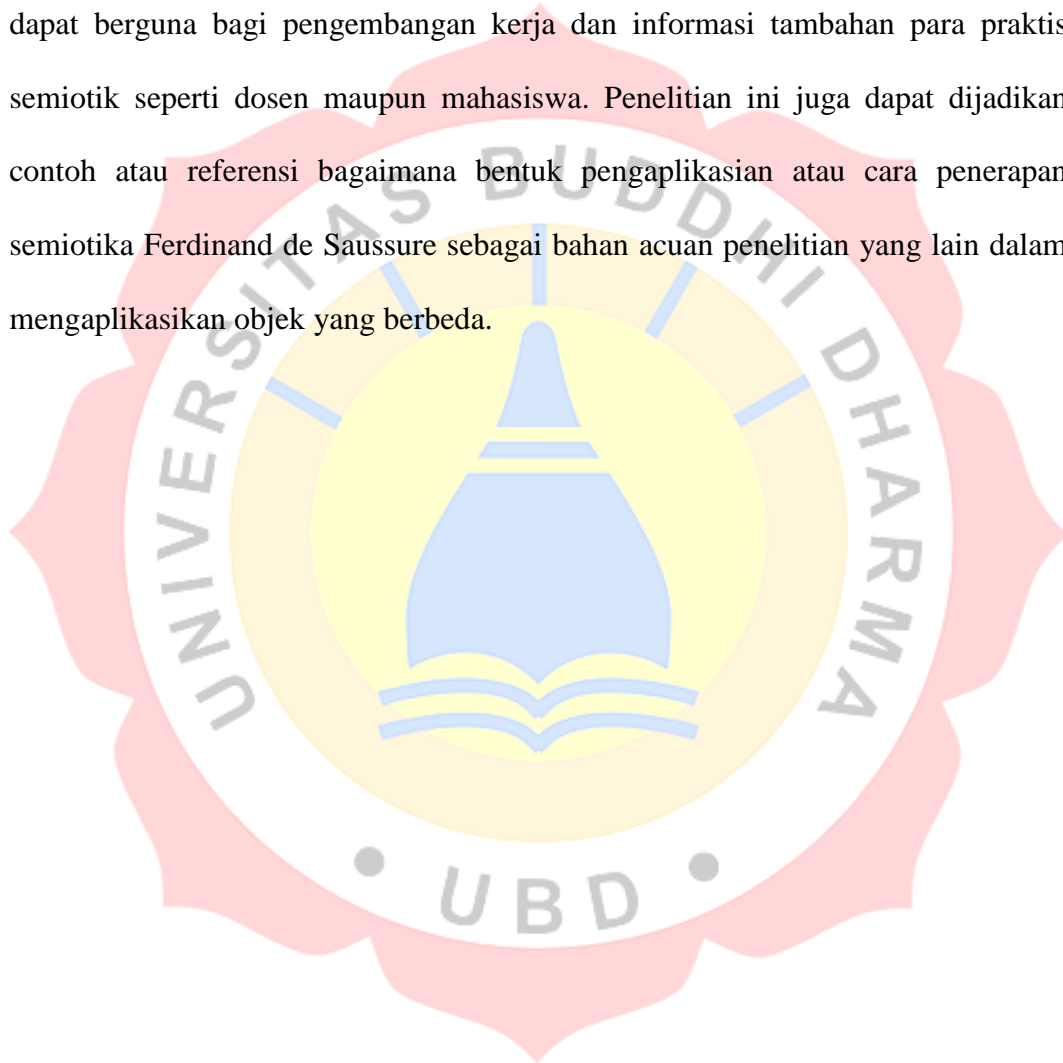 dapat berguna bagi pengembangan kerja dan informasi tambahan para praktis
semiotik seperti dosen maupun mahasiswa. Penelitian ini juga dapat dijadikan
contoh atau referensi bagaimana bentuk pengaplikasian atau cara penerapan
semiotika Ferdinand de Saussure sebagai bahan acuan penelitian yang lain dalam
mengaplikasikan objek yang berbeda.
UNIVERSITAS BUDDHI DHARMA
• UBD •